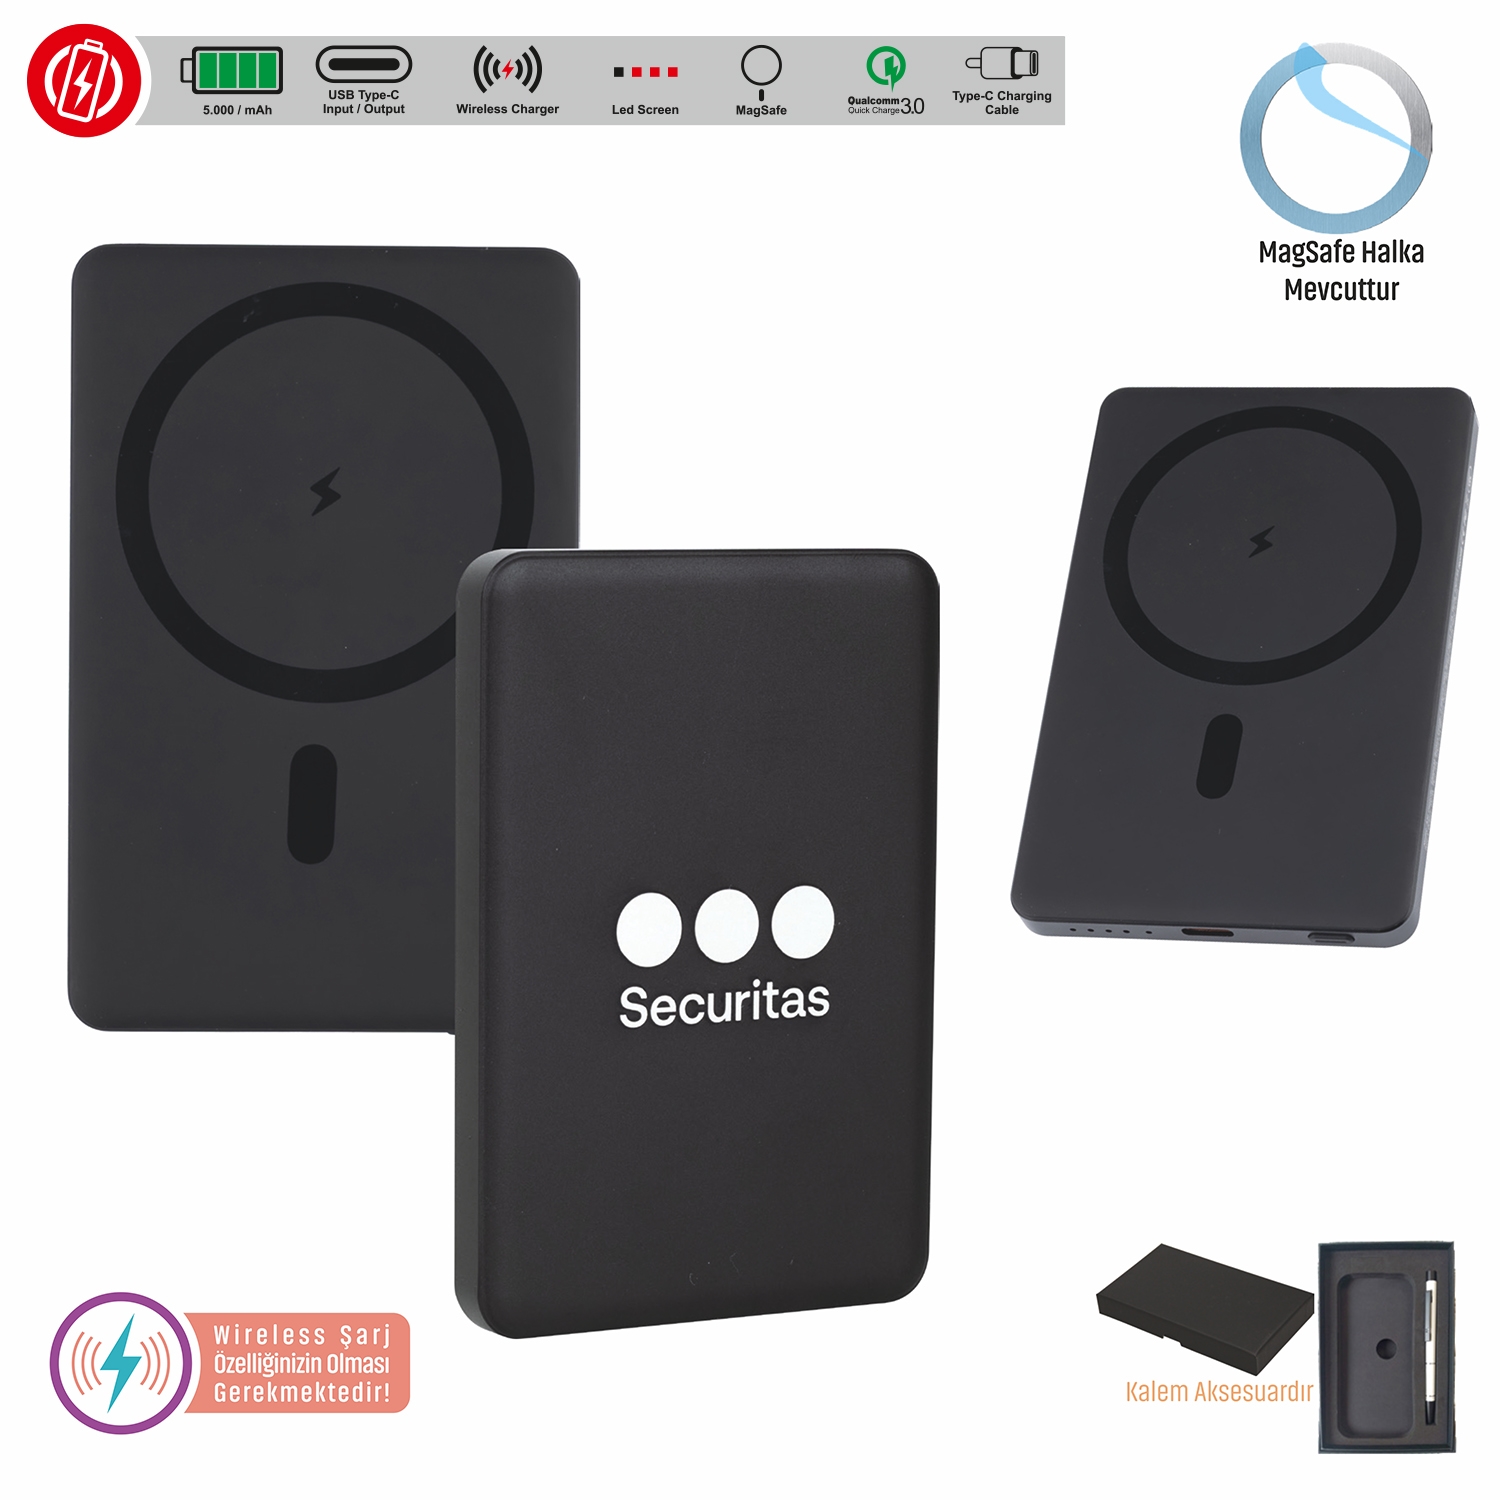 5.000 / mAh
USB Type-C
Input / Output
Wireless Charger
Led Screen
MagSafe
Qualcomm
Quick Charge 3.0
Type-C Charging
Cable
MagSafe Halka
Mevcuttur
Securitas
Wireless Şarj
Özelliğinizin Olması
Gerekmektedir!
Kalem Aksesuardır